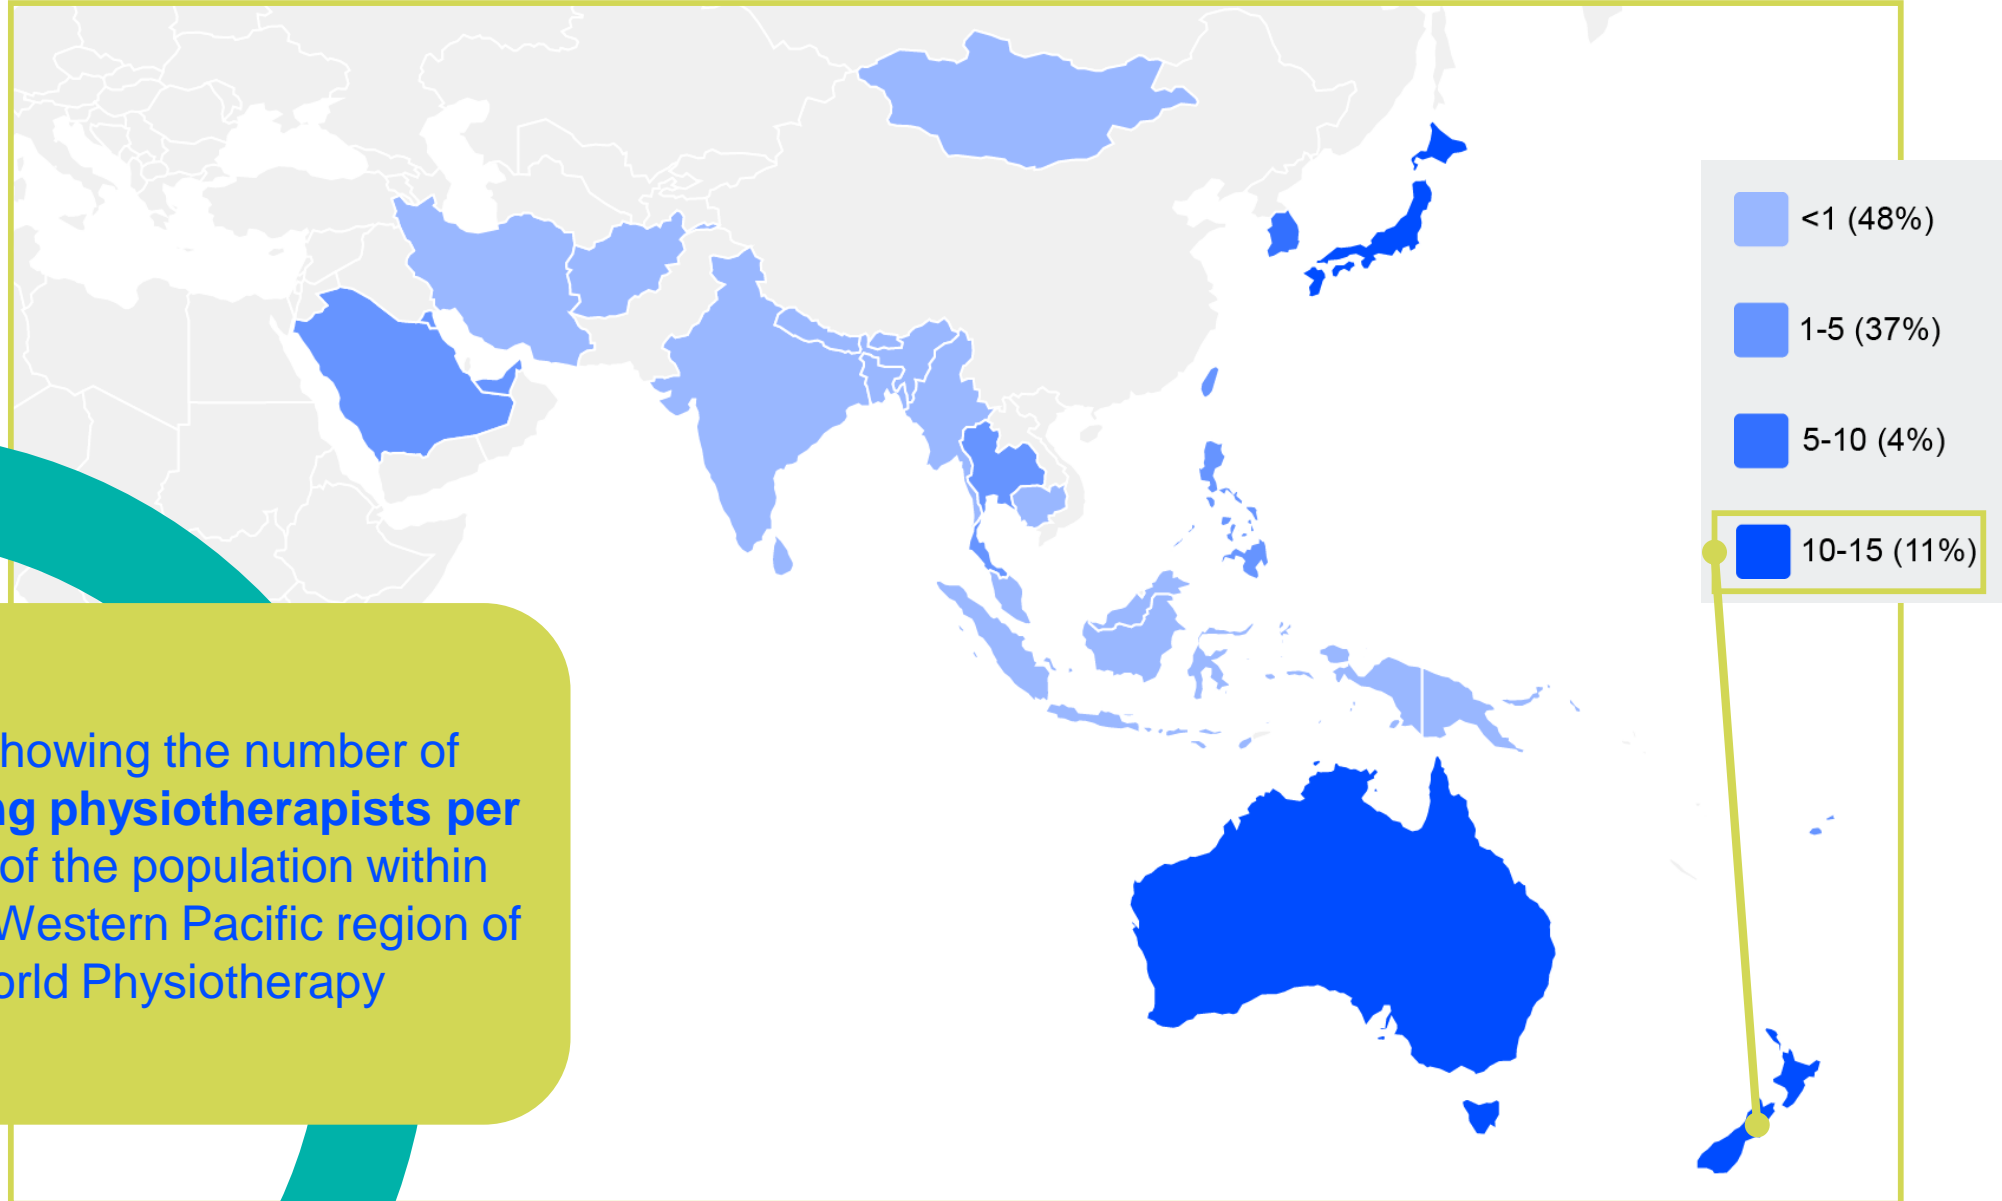 <1 (48%)
1-5 (37%)
5-10 (4%)
10-15 (11%)
howing the number of
ng physiotherapists per
of the population within
Western Pacific region of
orld Physiotherapy